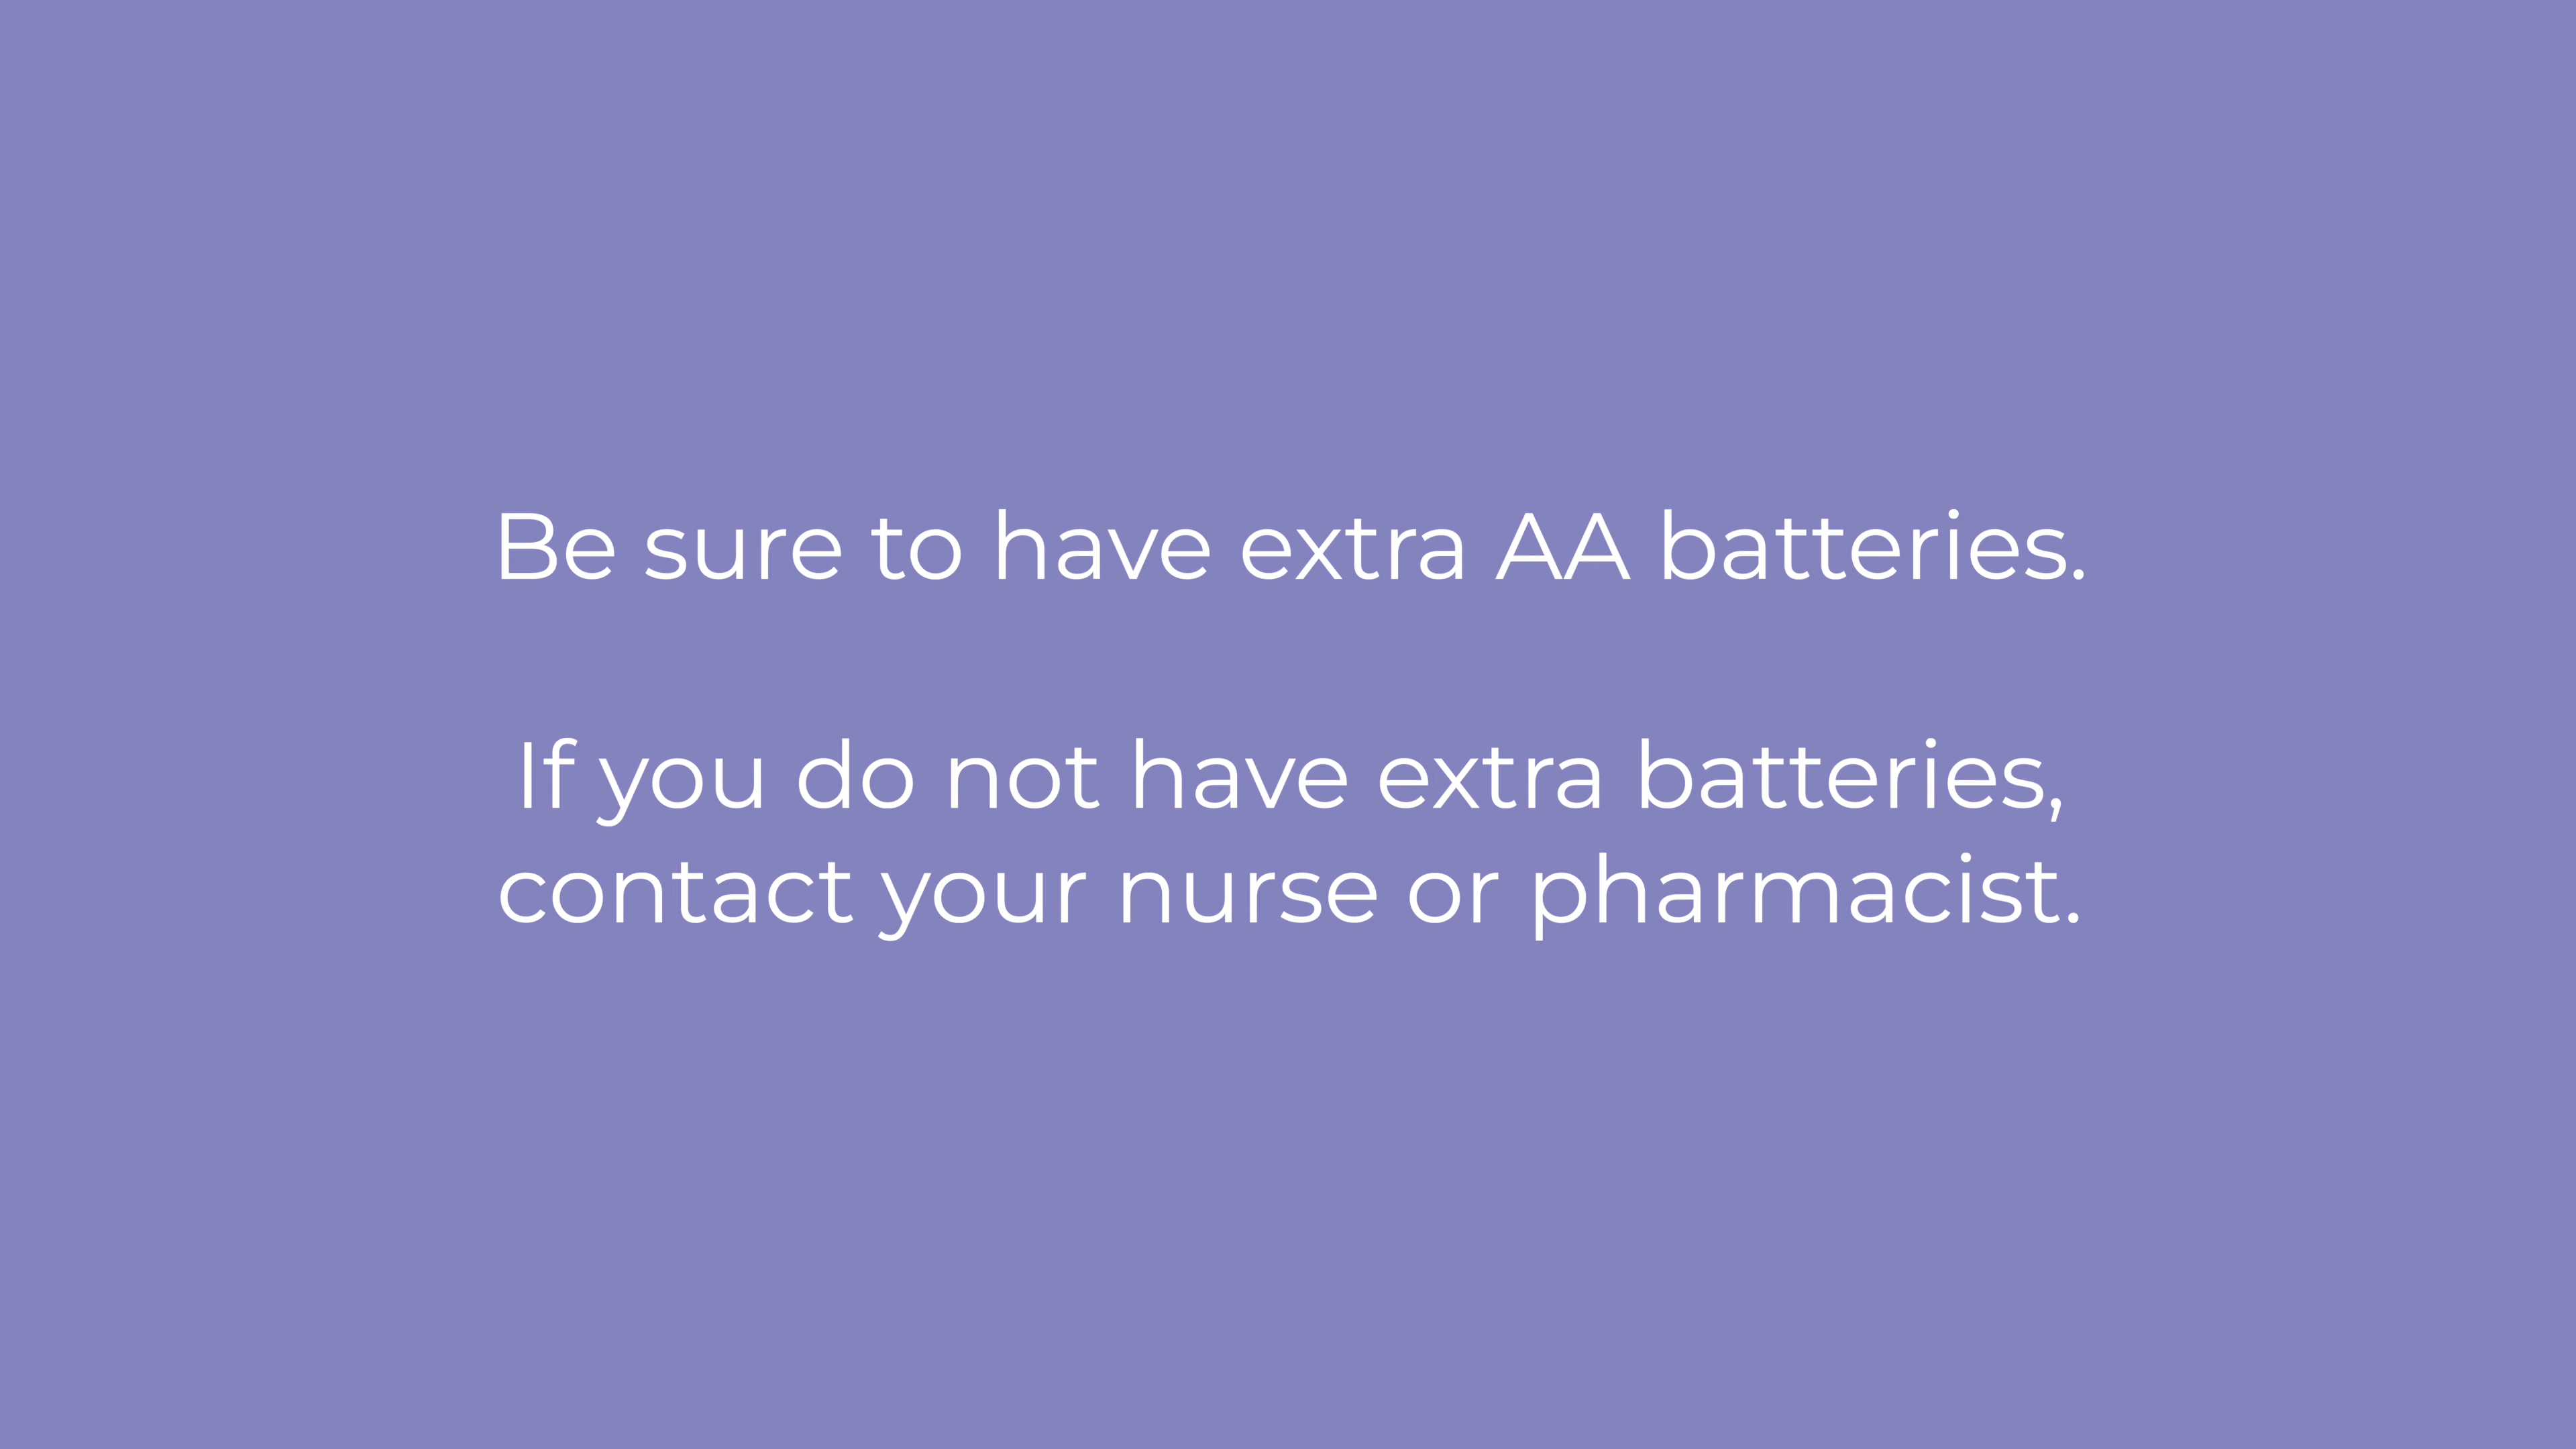 Be sure to have extra AA batteries.
If you do not have extra batteries,
contact your nurse or pharmacist.